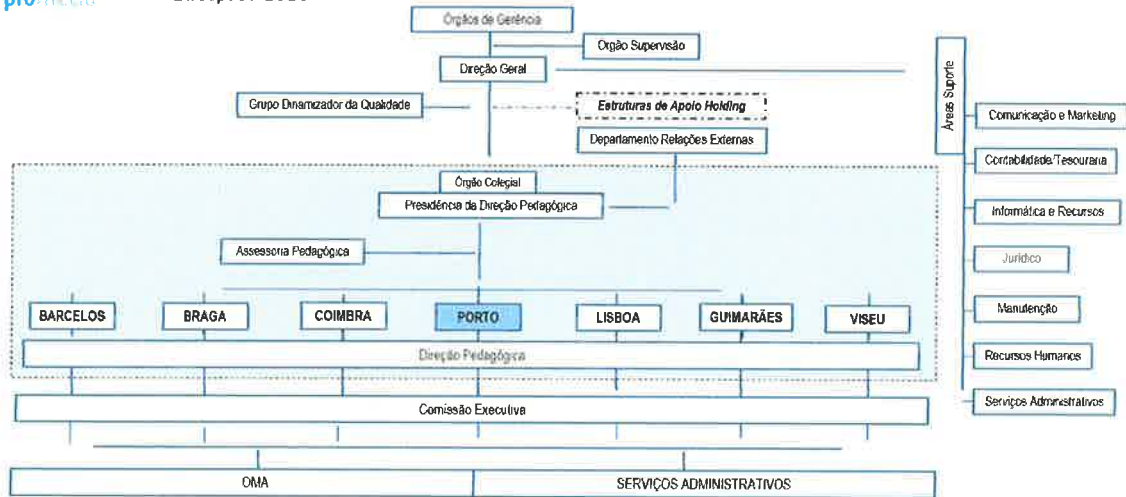 Órgãos de Gerência
Orgão Supervisão
Direção Geral
Grupo Dinamizador da Qualidade
Estruturas de Apoio Holding
Departamento Relações Externas
Órgão Colegial
Presidência da Direção Pedagógica
Assessoria Pedagógica
BARCELOS
BRAGA
COIMBRA
PORTO
LISBOA
GUIMARÃES
VISEU
Direção Pedagógica
Comissão Executiva
OMA
SERVIÇOS ADMINISTRATIVOS
Áreas Suporte
Comunicação e Marketing
Contabilidade/Tesouraria
Informática e Recursos
Jurídico
Manutenção
Recursos Humanos
Serviços Administrativos